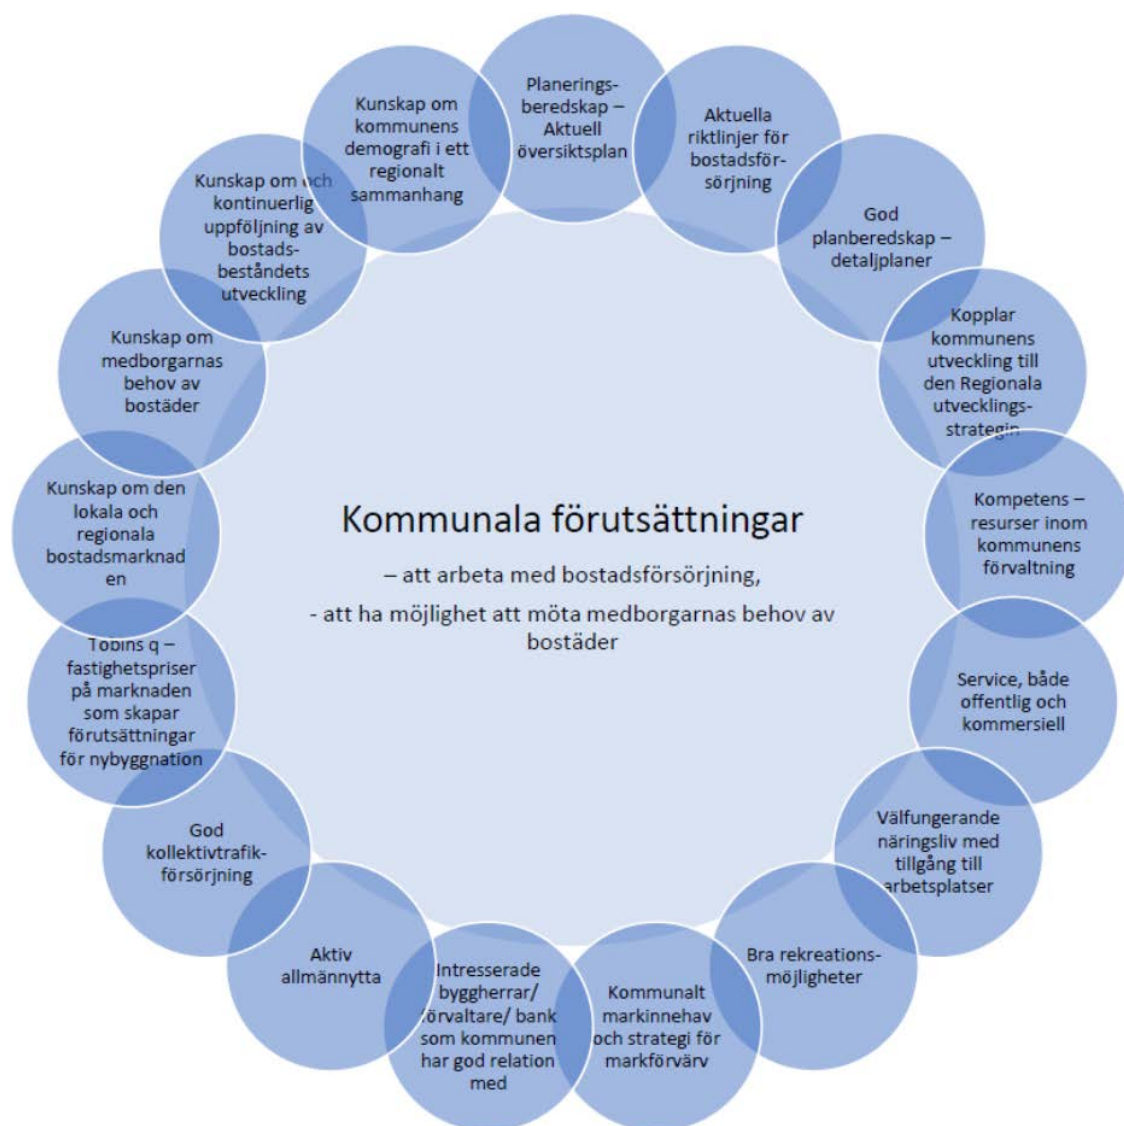 Planerings-
beredskap –
Aktuell
översiktsplan
Aktuella
riktlinjer för
bostadsför-
sörjning
God
planberedskap –
detaljplaner
Kopplar
kommunens
utveckling till
den Regionala
utvecklings-
strategin
Kompetens –
resurser inom
kommunens
förvaltning
Service, både
offentlig och
kommersiell
Välfungerande
näringsliv med
tillgång till
arbetsplatser
Bra rekreations-
möjligheter
Kommunalt
markinnehav
och strategi för
markförvärv
Intresserade
byggherrar/
förvaltare/ bank
som kommunen
har god relation
med
Aktiv
allmännytta
God
kollektivtrafik-
försörjning
Tobins q –
fastighetspriser
på marknaden
som skapar
förutsättningar
för nybyggnation
Kunskap om den
lokala och
regionala
bostadsmarknad
en
Kunskap om
medborgarnas
behov av
bostäder
Kunskap om och
kontinuerlig
uppföljning av
bostads-
beståndets
utveckling
Kunskap om
kommunens
demografi i ett
regionalt
sammanhang
Kommunala förutsättningar
– att arbeta med bostadsförsörjning,
- att ha möjlighet att möta medborgarnas behov av
bostäder